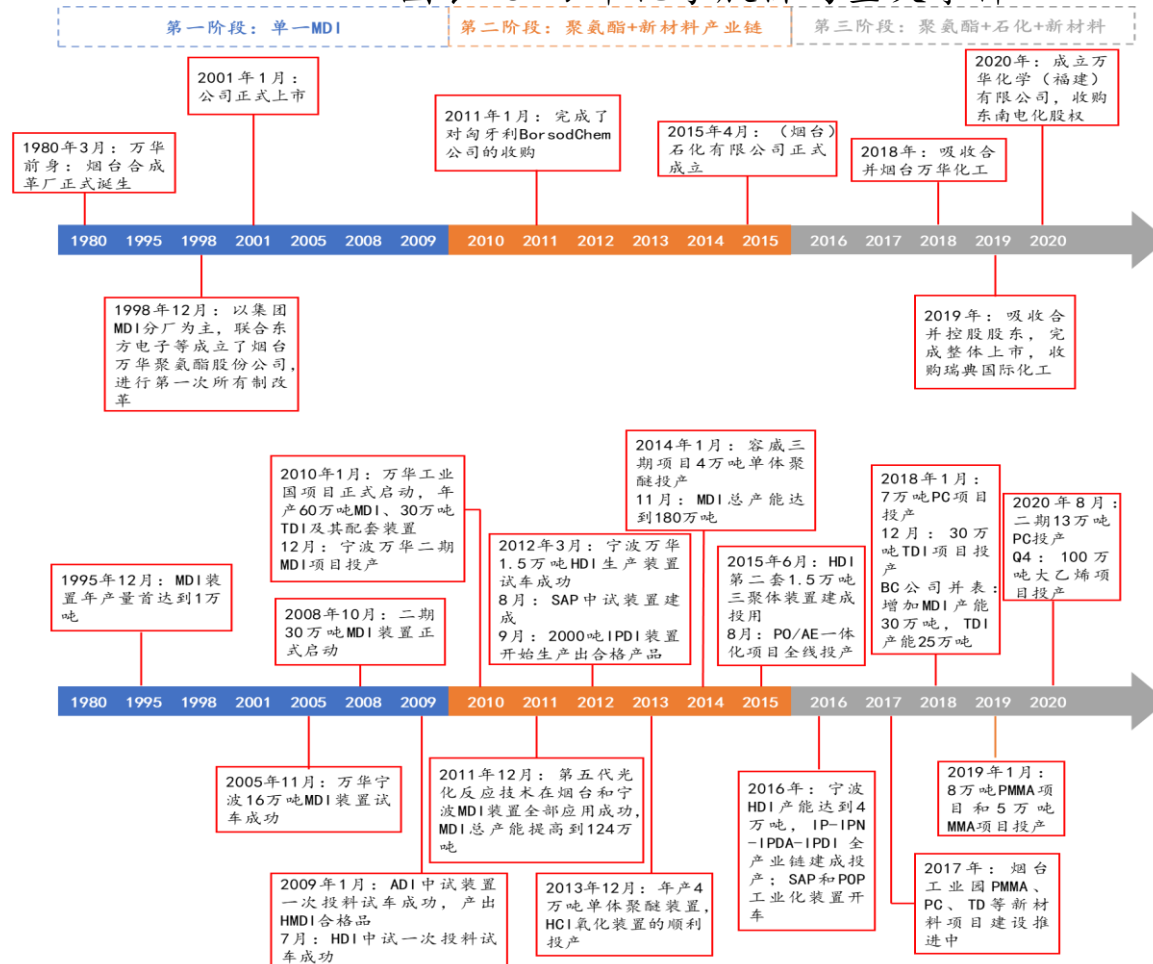 第一阶段：单一MDI
第二阶段：聚氨酯+新材料产业链
第三阶段：聚氨酯+石化+新材料
2001年1月：
公司正式上市
1980年3月：万华
前身：烟台合成
革厂正式诞生
2011年1月：完成了
对匈牙利BorsodChem
公司的收购
2015年4月：（烟台）
石化有限公司正式
成立
2018年：吸收合
并烟台万华化工
2020年：成立万
华化学（福建）
有限公司，收购
东南电化股权
1980 1995 1998 2001 2005 2008 2009 2010 2011 2012 2013 2014 2015 2016 2017 2018 2019 2020
1998年12月：以集团
MDI分厂为主，联合东
方电子等成立了烟台
万华聚氨酯股份公司，
进行第一次所有制改
革
2019年：吸收合
并控股股东，完
成整体上市，收
购瑞典国际化工
1995年12月：MDI装
置年产量首达到1万
吨
2010年1月：万华工业
国项目正式启动，年
产60万吨MDI、30万吨
TDI及其配套装置
12月：宁波万华二期
MDI项目投产
2008年10月：二期
30万吨MDI装置正
式启动
2012年3月：宁波万华
1.5万吨HDI生产装置
试车成功
8月：SAP中试装置建
成
9月：2000吨IPDI装置
开始生产出合格产品
2014年1月：容威三
期项目4万吨单体聚
醚投产
11月：MDI总产能达
到180万吨
2015年6月：HDI
第二套1.5万吨
三聚体装置建成
投用
8月：PO/AE一体
化项目全线投产
2018年1月：
7万吨PC项目
投产
12月：30万
吨TDI项目投
产
BC公司并表：
增加MDI产能
30万吨，TDI
产能25万吨
2020年8月：
二期13万吨
PC投产
Q4：100万
吨大乙烯项
目投产
1980 1995 1998 2001 2005 2008 2009 2010 2011 2012 2013 2014 2015 2016 2017 2018 2019 2020
2005年11月：万华宁
波16万吨MDI装置试
车成功
2009年1月：ADI中试装置
一次投料试车成功，产出
HMDI合格品
7月：HDI中试一次投料试
车成功
2011年12月：第五代光
化反应技术在烟台和宁
波MDI装置全部应用成功，
MDI总产能提高到124万
吨
2013年12月：年产4
万吨单体聚醚装置，
HCI氧化装置的顺利
投产
2016年：宁波
HDI产能达到4
万吨，IP-IPN
-IPDA-IPDI全
产业链建成投
产；SAP和POP
工业化装置开
车
2017年：烟台
工业园PMMA、
PC、TD等新材
料项目建设推
进中
2019年1月：
8万吨PMMA
项目和5万吨
MMA项目投产